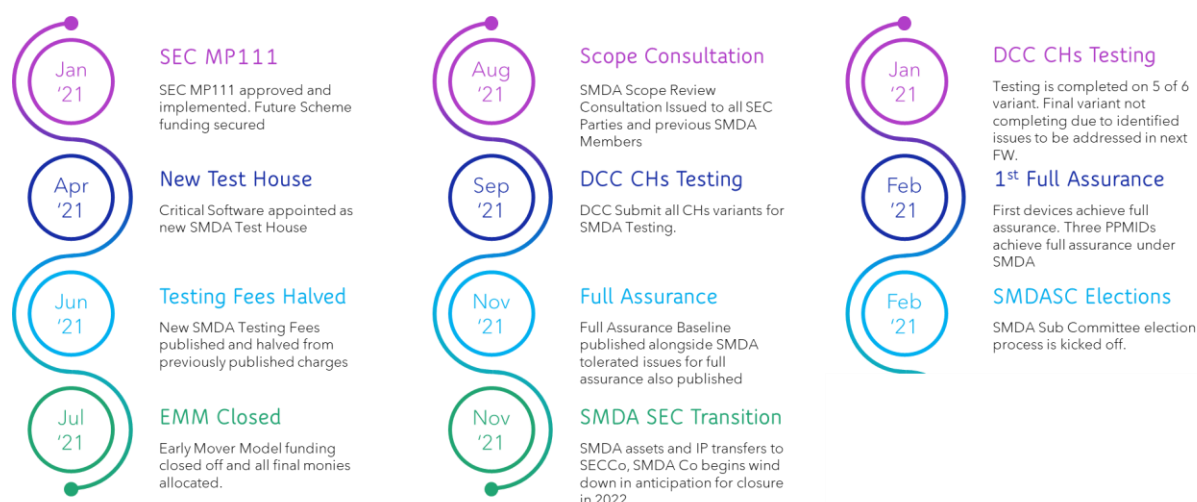 Jan
'21
SEC MP111
SEC MP111 approved and
implemented. Future Scheme
funding secured
Apr
'21
New Test House
Critical Software appointed as
new SMDA Test House
Jun
'21
Testing Fees Halved
New SMDA Testing Fees
published and halved from
previously published charges
Jul
'21
EMM Closed
Early Mover Model funding
closed off and all final monies
allocated.
Aug
'21
Scope Consultation
SMDA Scope Review
Consultation Issued to all SEC
Parties and previous SMDA
Members
Sep
'21
DCC CHs Testing
DCC Submit all CHs variants for
SMDA Testing.
Nov
'21
Full Assurance
Full Assurance Baseline
published alongside SMDA
tolerated issues for full
assurance also published
Nov
'21
SMDA SEC Transition
SMDA assets and IP transfers to
SECCo, SMDA Co begins wind
down in anticipation for closure
in 2022
Jan
'21
DCC CHs Testing
Testing is completed on 5 of 6
variant. Final variant not
completing due to identified
issues to be addressed in next
FW.
Feb
'21
1st Full Assurance
First devices achieve full
assurance. Three PPMIDs
achieve full assurance under
SMDA
Feb
'21
SMDASC Elections
SMDA Sub Committee election
process is kicked off.